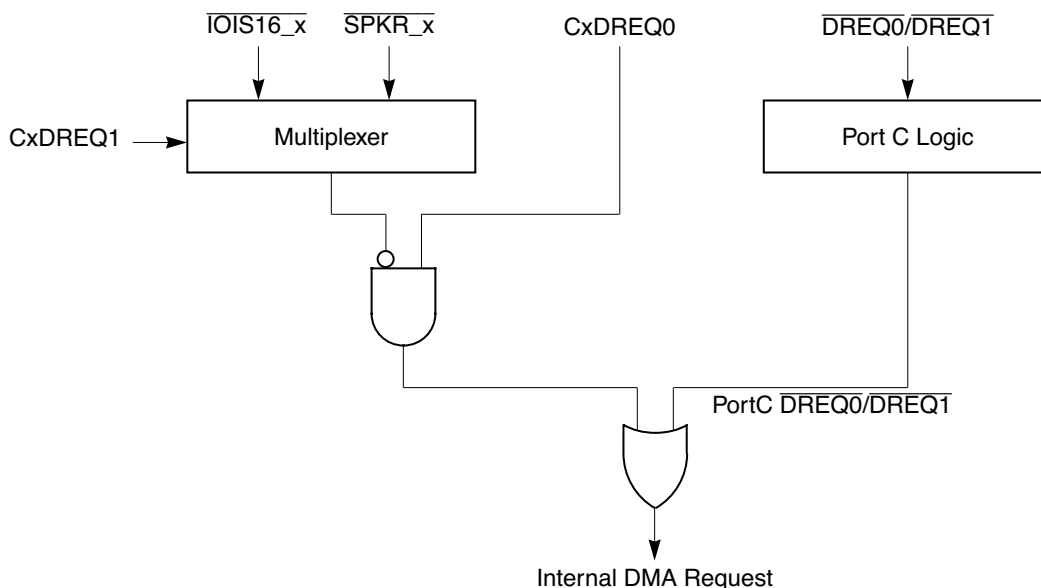 IOIS16_x
SPKR_x
CxDREQ0
DREQ0/DREQ1
CxDREQ1
Multiplexer
Port C Logic
PortC DREQ0/DREQ1
Internal DMA Request